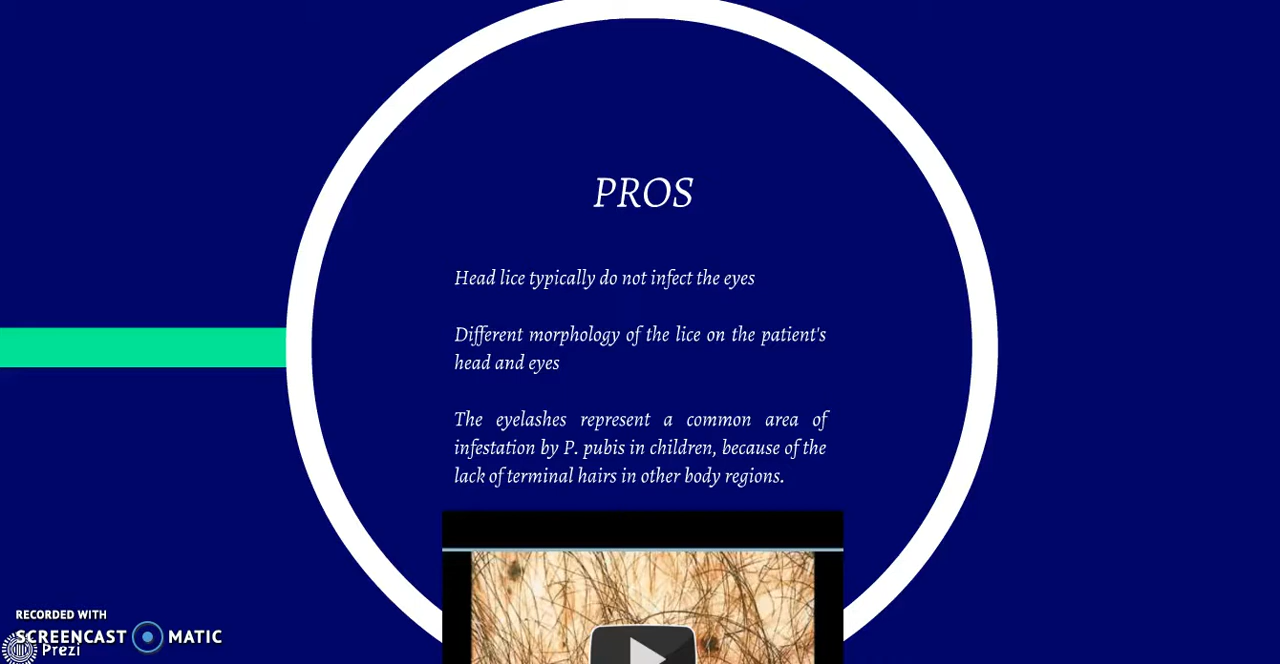 PROS
Head lice typically do not infect the eyes
Different morphology of the lice on the patient's
head and eyes
The eyelashes represent a common area of
infestation by P. pubis in children, because of the
lack of terminal hairs in other body regions.
RECORDED WITH
SCREENCAST MATIC
Prezi